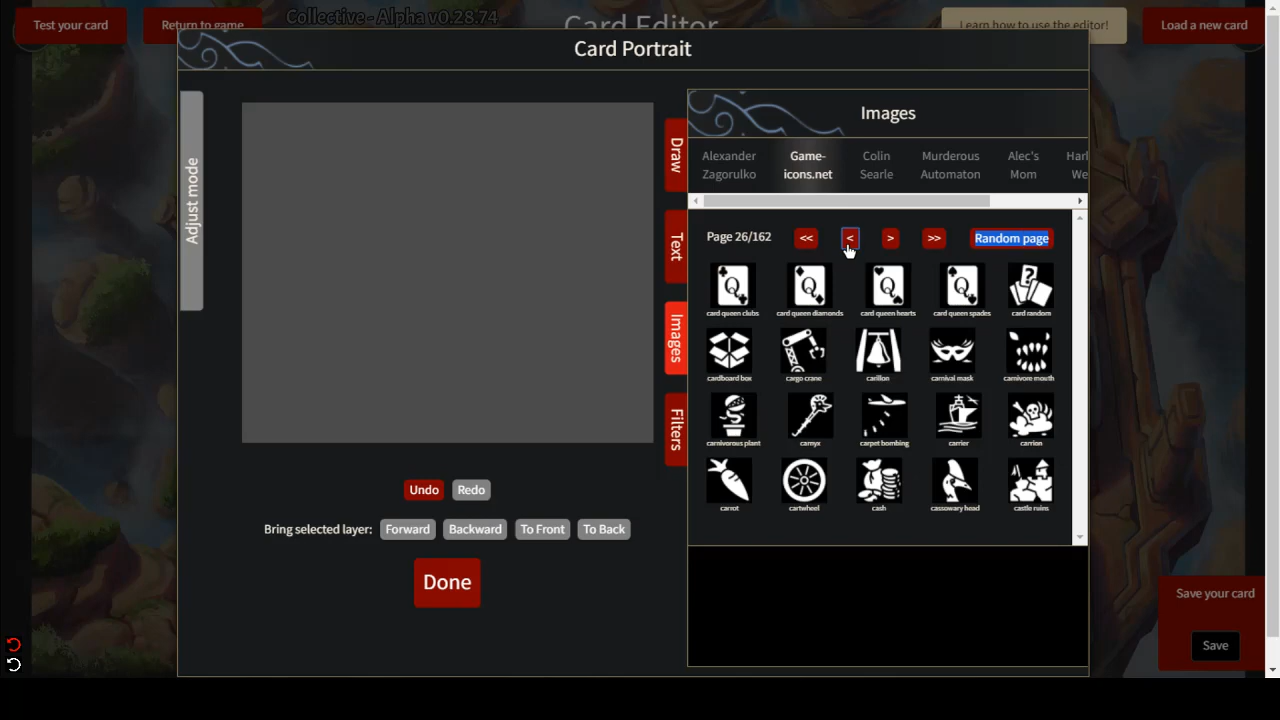 Test your card
Return to game
Collective - Alpha v0.28.74
Card Editor
Learn how to use the editor!
Load a new card
Card Portrait
Adjust mode
Draw
Text
Images
Filters
Images
Alexander
Zagorulko
Game-
icons.net
Colin
Searle
Murderous
Automaton
Alec's
Mom
Harl
We
Page 26/162
<<
<
>
>>
Random page
card queen clubs
card queen diamonds
card queen hearts
card queen spades
card random
cardboard box
cargo crane
carillon
carnival mask
carnivore mouth
carnivorous plant
carnyx
carpet bombing
carrier
carrion
carrot
cartwheel
cash
cassowary head
castle ruins
Undo
Redo
Bring selected layer:
Forward
Backward
To Front
To Back
Done
Save your card
Save